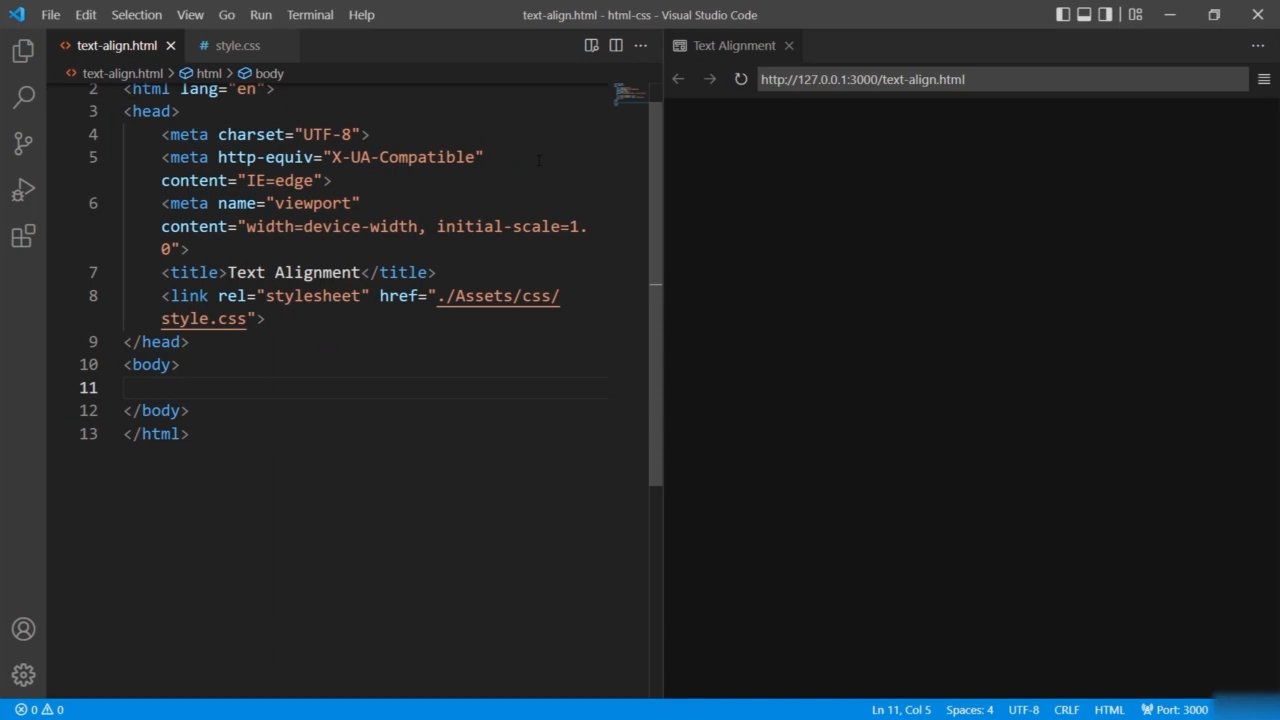 File Edit Selection View Go Run Terminal Help text-align.html - html-css - Visual Studio Code
text-align.html # style.css
Text Alignment
text-align.html > html > body
http://127.0.0.1:3000/text-align.html
2 <html lang="en">
3 <head>
4 <meta charset="UTF-8">
5 <meta http-equiv="X-UA-Compatible"
content="IE=edge">
6 <meta name="viewport"
content="width=device-width, initial-scale=1.
0">
7 <title>Text Alignment</title>
8 <link rel="stylesheet" href="./Assets/css/
style.css">
9 </head>
10 <body>
11
12 </body>
13 </html>
0 0 Ln 11, Col 5 Spaces: 4 UTF-8 CRLF HTML Port: 3000